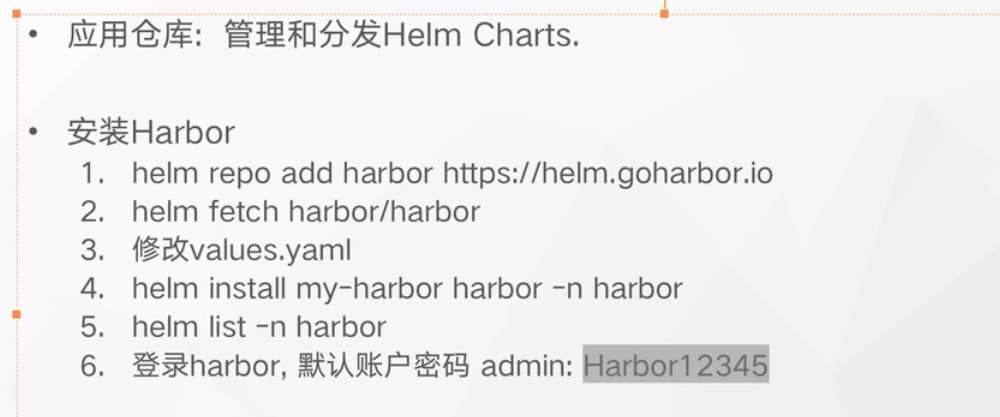 • 应用仓库: 管理和分发Helm Charts.
• 安装Harbor
1. helm repo add harbor https://helm.goharbor.io
2. helm fetch harbor/harbor
3. 修改values.yaml
4. helm install my-harbor harbor -n harbor
5. helm list -n harbor
6. 登录harbor, 默认账户密码 admin: Harbor12345